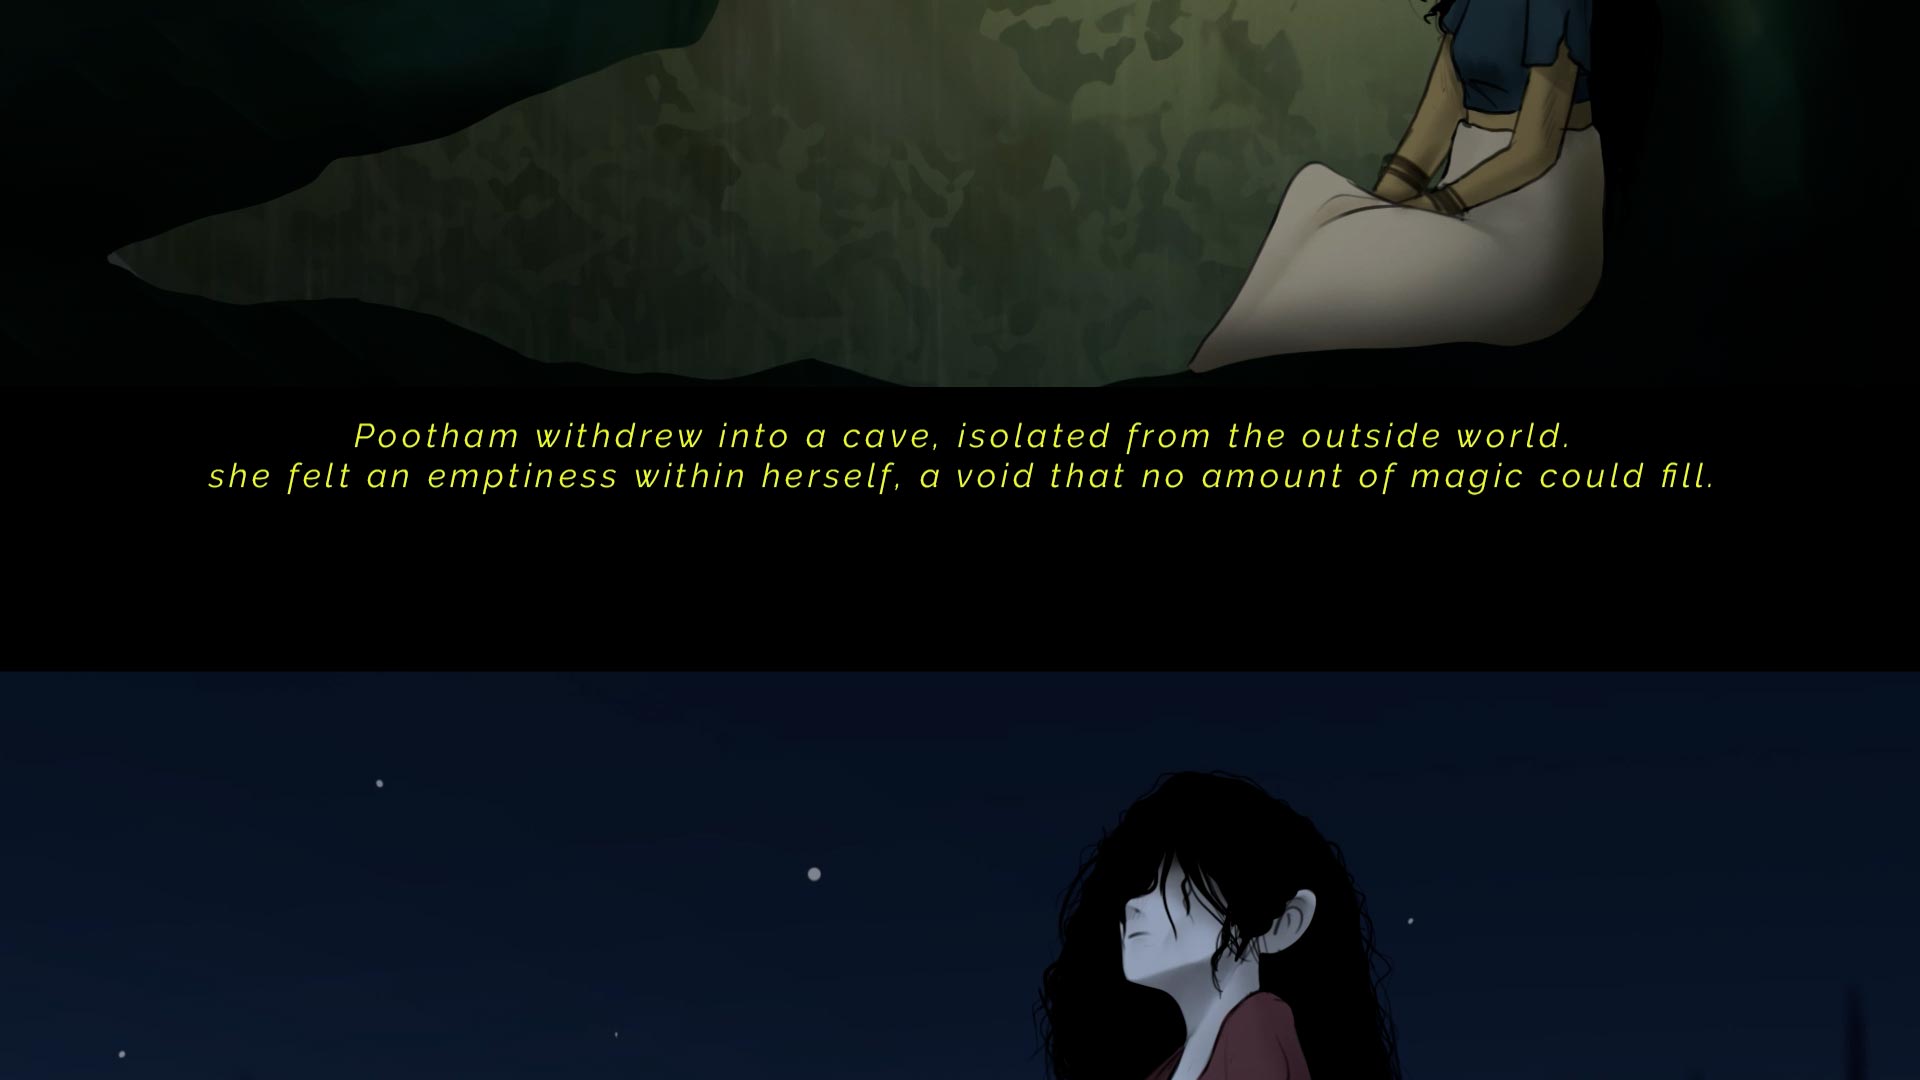 Pootham withdrew into a cave, isolated from the outside world.
she felt an emptiness within herself, a void that no amount of magic could fill.